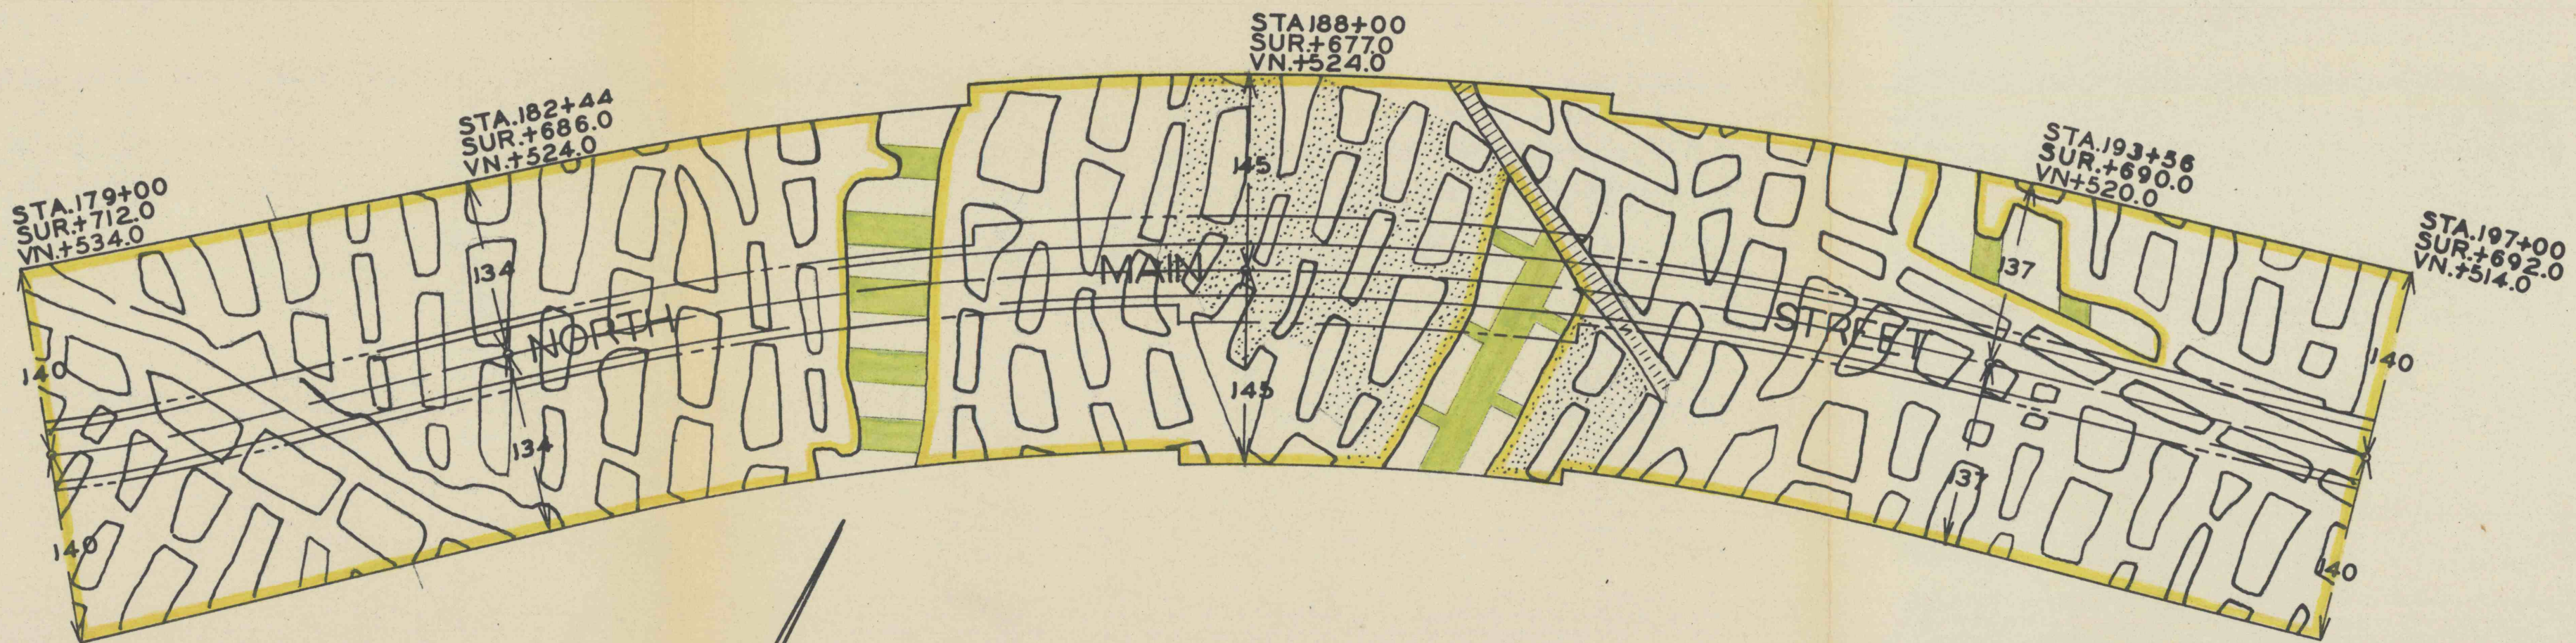 STA.179+00
SUR.+712.0
VN.+534.0
STA.182+44
SUR.+686.0
VN.+524.0
STA188+00
SUR.+677.0
VN.+524.0
STA.193+56
SUR.+690.0
VN+520.0
STA.197+00
SUR.+692.0
VN.+514.0
140
134
145
137
140
NORTH
MAIN
STREET
140
134
145
137
140